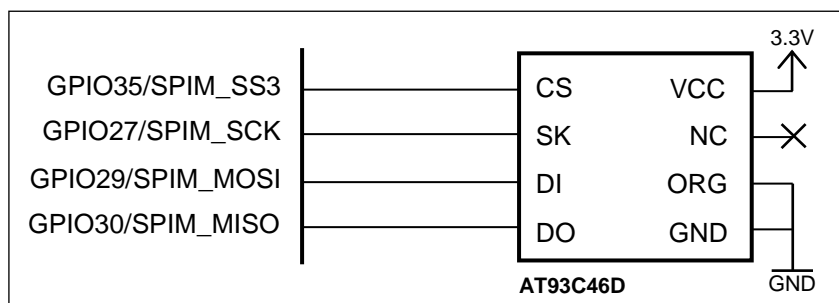 3.3V
GPIO35/SPIM_SS3 CS VCC
GPIO27/SPIM_SCK SK NC
GPIO29/SPIM_MOSI DI ORG
GPIO30/SPIM_MISO DO GND
AT93C46D GND